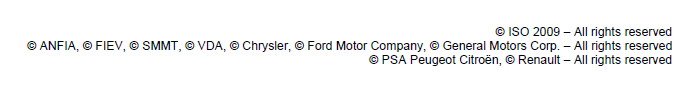 © ISO 2009 – All rights reserved
© ANFIA, © FIEV, © SMMT, © VDA, © Chrysler, © Ford Motor Company, © General Motors Corp. – All rights reserved
© PSA Peugeot Citroën, © Renault – All rights reserved